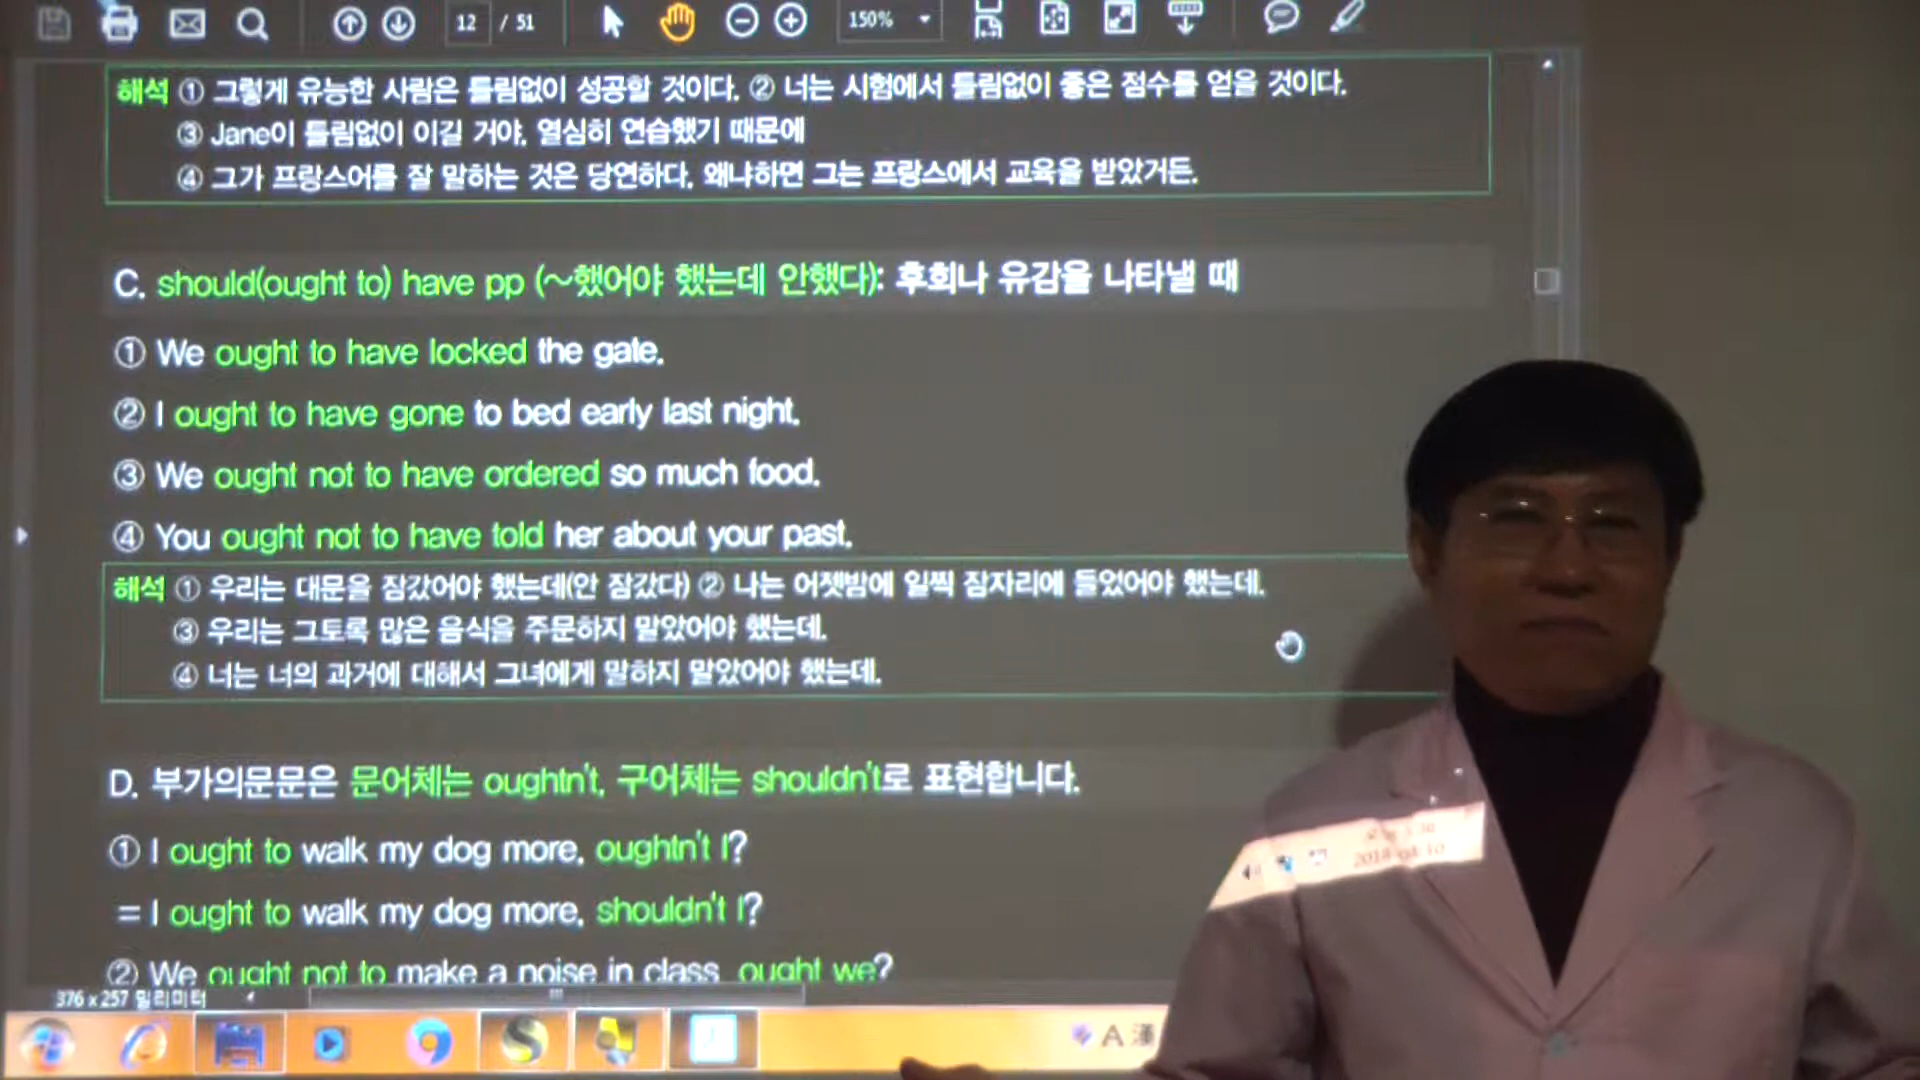 12 / 51 150%
해석 ① 그렇게 유능한 사람은 틀림없이 성공할 것이다. ② 너는 시험에서 틀림없이 좋은 점수를 얻을 것이다.
③ Jane이 틀림없이 이길 거야, 열심히 연습했기 때문에
④ 그가 프랑스어를 잘 말하는 것은 당연하다. 왜냐하면 그는 프랑스에서 교육을 받았거든.
C. should(ought to) have pp (~했어야 했는데 안했다): 후회나 유감을 나타낼 때
① We ought to have locked the gate.
② I ought to have gone to bed early last night.
③ We ought not to have ordered so much food.
④ You ought not to have told her about your past.
해석 ① 우리는 대문을 잠갔어야 했는데(안 잠갔다) ② 나는 어젯밤에 일찍 잠자리에 들었어야 했는데.
③ 우리는 그토록 많은 음식을 주문하지 말았어야 했는데.
④ 너는 너의 과거에 대해서 그녀에게 말하지 말았어야 했는데.
D. 부가의문문은 문어체는 oughtn't, 구어체는 shouldn't로 표현합니다.
① I ought to walk my dog more, oughtn't I?
= I ought to walk my dog more, shouldn't I?
② We ought not to make a noise in class, ought we?
376 x 257 밀리미터
A 漢